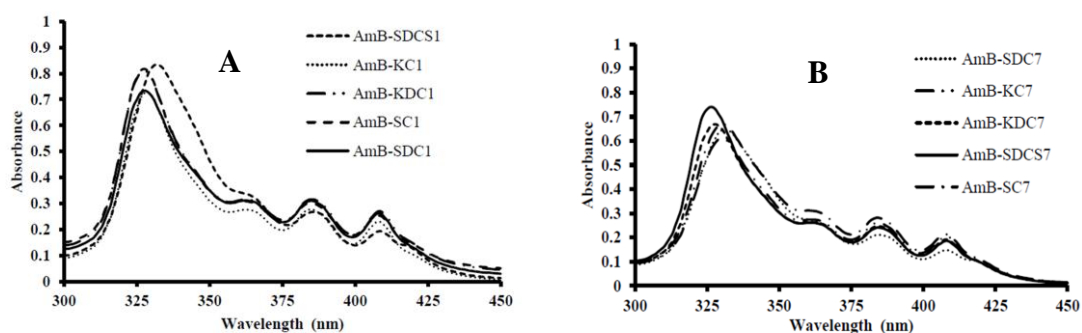 A
AmB-SDCS1
AmB-KC1
AmB-KDC1
AmB-SC1
AmB-SDC1
Absorbance
1
0.9
0.8
0.7
0.6
0.5
0.4
0.3
0.2
0.1
0
300 325 350 375 400 425 450
Wavelength (nm)
B
AmB-SDC7
AmB-KC7
AmB-KDC7
AmB-SDCS7
AmB-SC7
Absorbance
1
0.9
0.8
0.7
0.6
0.5
0.4
0.3
0.2
0.1
0
300 325 350 375 400 425 450
Wavelength (nm)